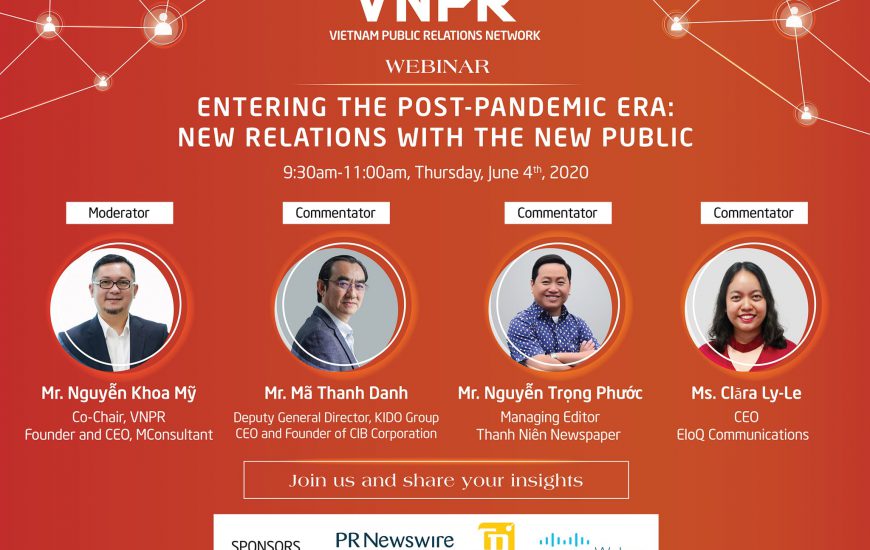 VNPR
VIETNAM PUBLIC RELATIONS NETWORK
WEBINAR
ENTERING THE POST-PANDEMIC ERA:
NEW RELATIONS WITH THE NEW PUBLIC
9:30am-11:00am, Thursday, June 4th, 2020
Moderator
Commentator
Commentator
Commentator
Mr. Nguyễn Khoa Mỹ
Co-Chair, VNPR
Founder and CEO, MConsultant
Mr. Mã Thanh Danh
Deputy General Director, KIDO Group
CEO and Founder of CIB Corporation
Mr. Nguyễn Trọng Phước
Managing Editor
Thanh Niên Newspaper
Ms. Clāra Ly-Le
CEO
EloQ Communications
Join us and share your insights
SPONSORS
PR Newswire